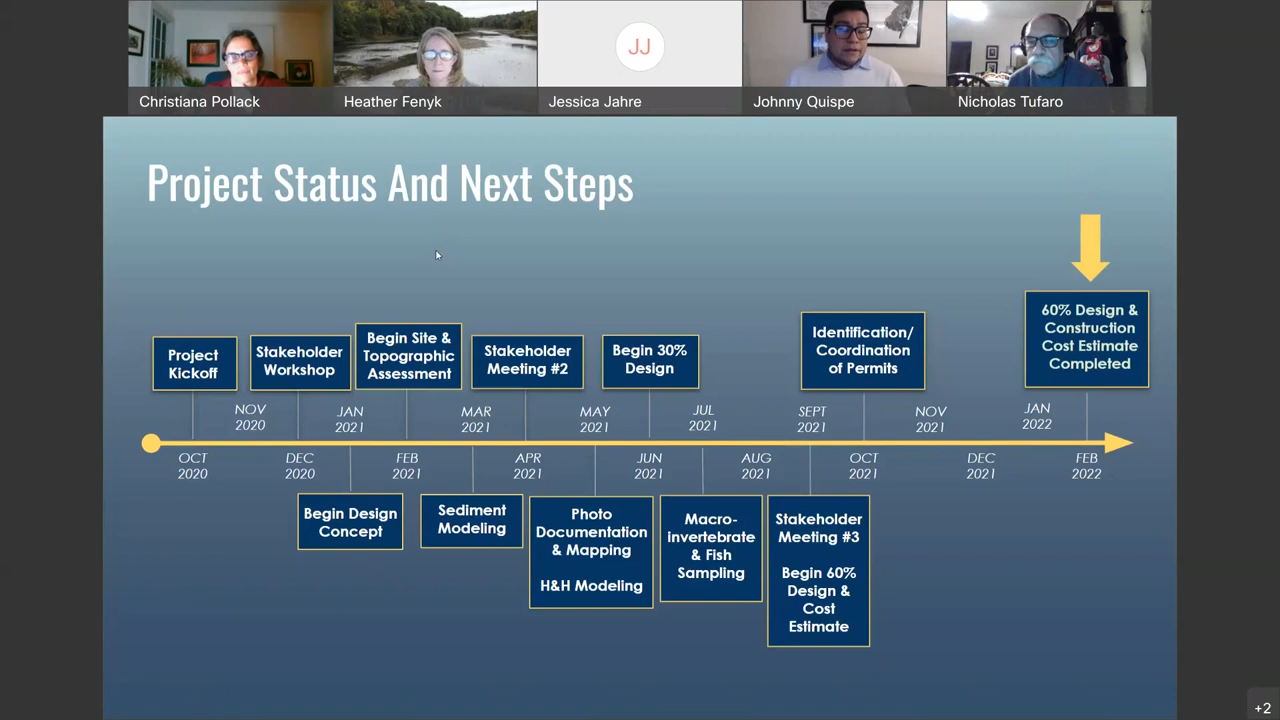 Christiana Pollack
Heather Fenyk
JJ
Jessica Jahre
Johnny Quispe
Nicholas Tufaro
Project Status And Next Steps
Project
Kickoff
Stakeholder
Workshop
Begin Site &
Topographic
Assessment
Stakeholder
Meeting #2
Begin 30%
Design
Identification/
Coordination
of Permits
60% Design &
Construction
Cost Estimate
Completed
NOV
2020
JAN
2021
MAR
2021
MAY
2021
JUL
2021
SEPT
2021
NOV
2021
JAN
2022
OCT
2020
DEC
2020
FEB
2021
APR
2021
JUN
2021
AUG
2021
OCT
2021
DEC
2021
FEB
2022
Begin Design
Concept
Sediment
Modeling
Photo
Documentation
& Mapping
H&H Modeling
Macro-
invertebrate
& Fish
Sampling
Stakeholder
Meeting #3
Begin 60%
Design &
Cost
Estimate
+2